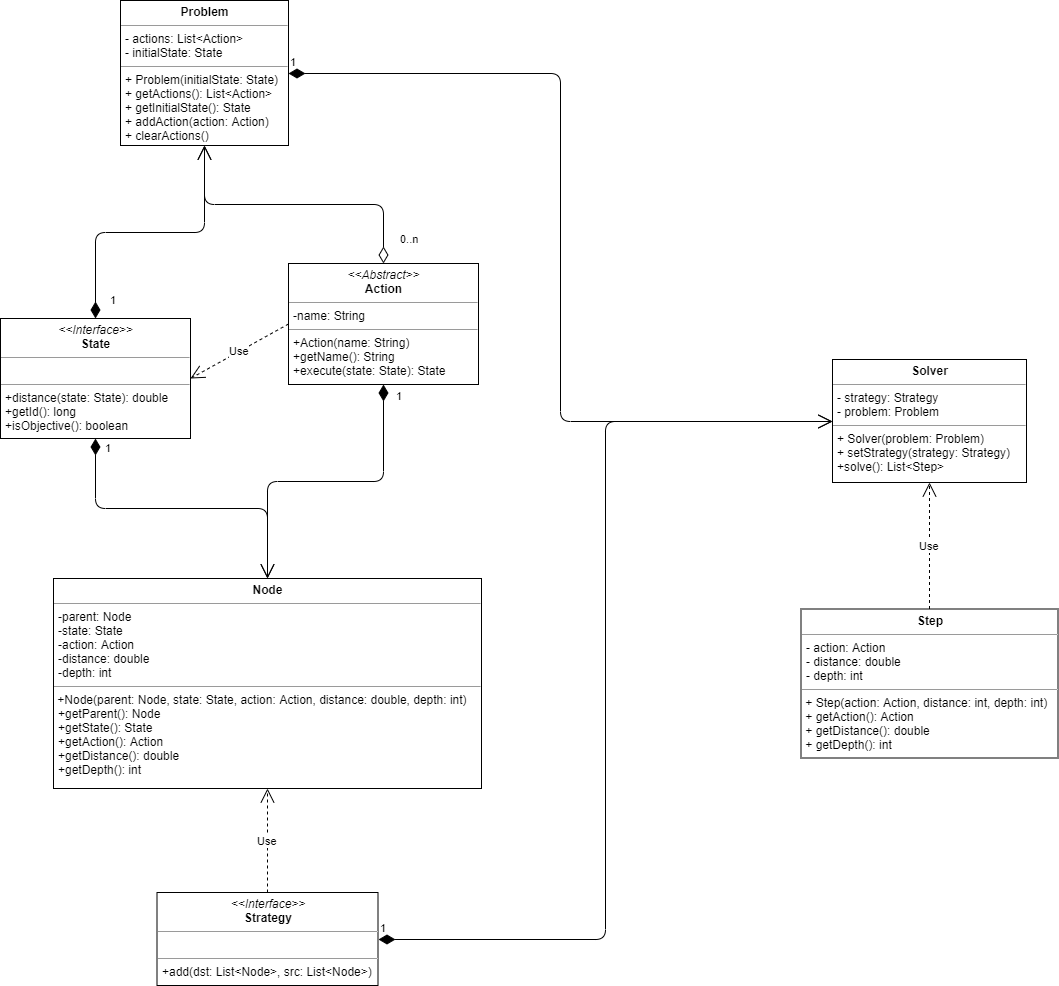 Problem
- actions: List<Action>
- initialState: State
+ Problem(initialState: State)
+ getActions(): List<Action>
+ getInitialState(): State
+ addAction(action: Action)
+ clearActions()
1
0..n
1
<<Abstract>>
Action
-name: String
+Action(name: String)
+getName(): String
+execute(state: State): State
1
<<Interface>>
State
+distance(state: State): double
+getId(): long
+isObjective(): boolean
1
Use
Solver
- strategy: Strategy
- problem: Problem
+ Solver(problem: Problem)
+ setStrategy(strategy: Strategy)
+solve(): List<Step>
Use
Node
-parent: Node
-state: State
-action: Action
-distance: double
-depth: int
+Node(parent: Node, state: State, action: Action, distance: double, depth: int)
+getParent(): Node
+getState(): State
+getAction(): Action
+getDistance(): double
+getDepth(): int
Step
- action: Action
- distance: double
- depth: int
+ Step(action: Action, distance: int, depth: int)
+ getAction(): Action
+ getDistance(): double
+ getDepth(): int
Use
<<Interface>>
Strategy
+add(dst: List<Node>, src: List<Node>)
1